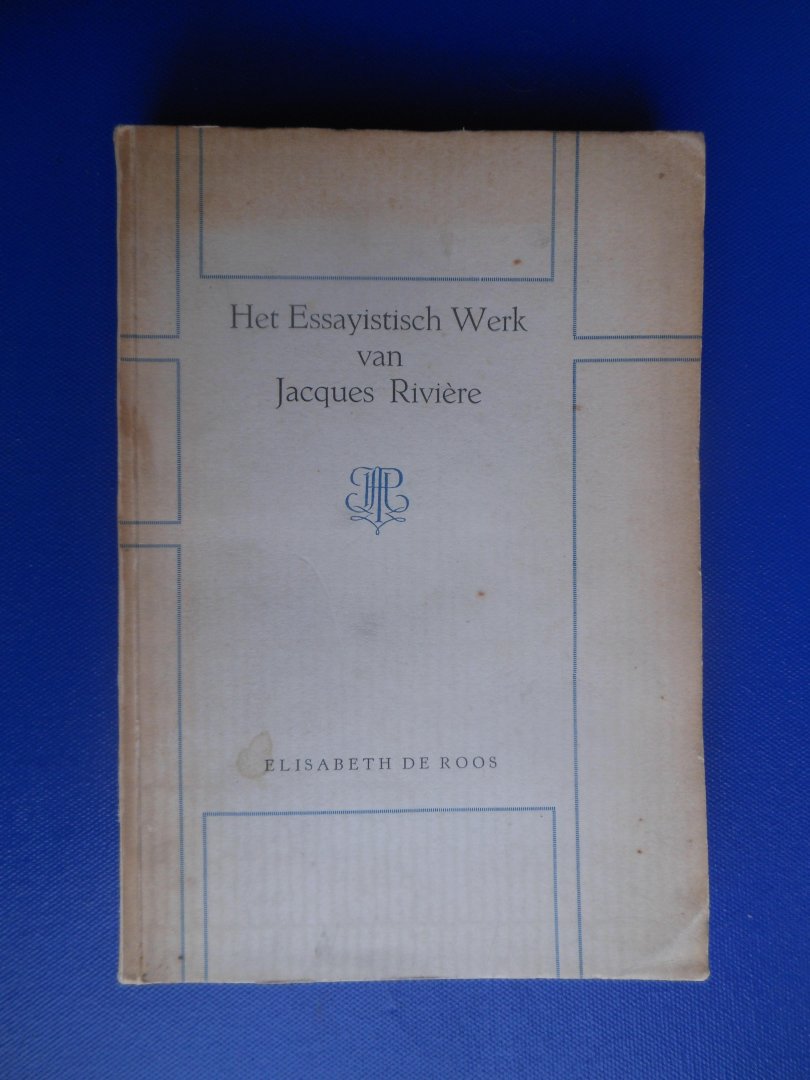 Het Essayistisch Werk
van
Jacques Rivière
ELISABETH DE ROOS